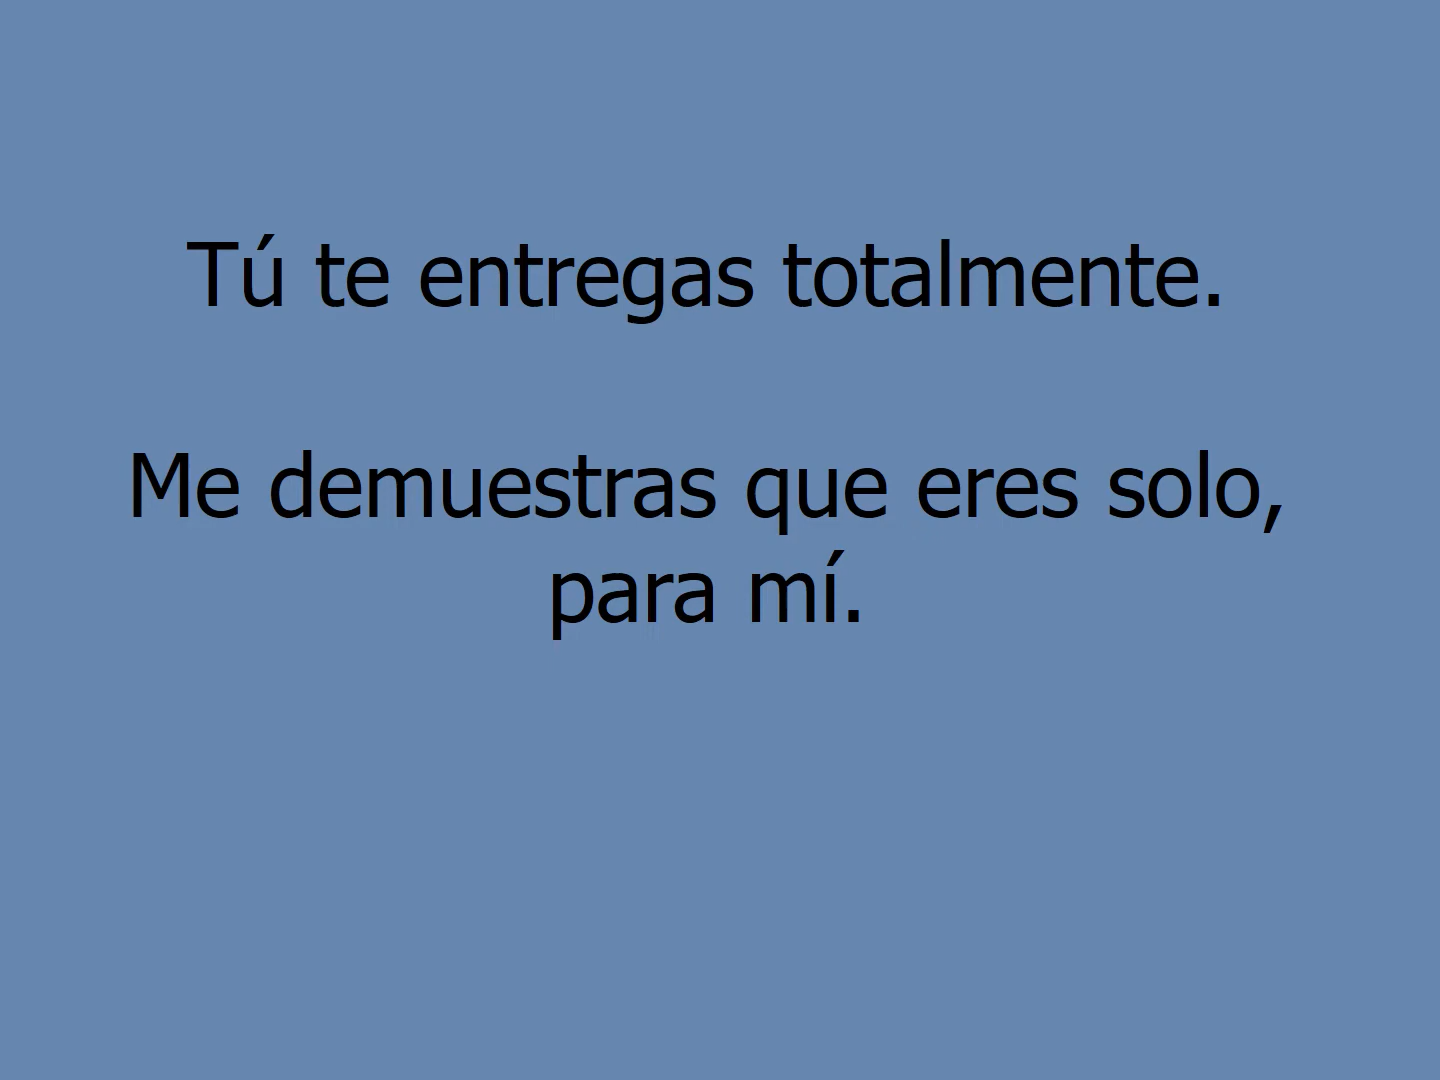 Tú te entregas totalmente.
Me demuestras que eres solo,
para mí.